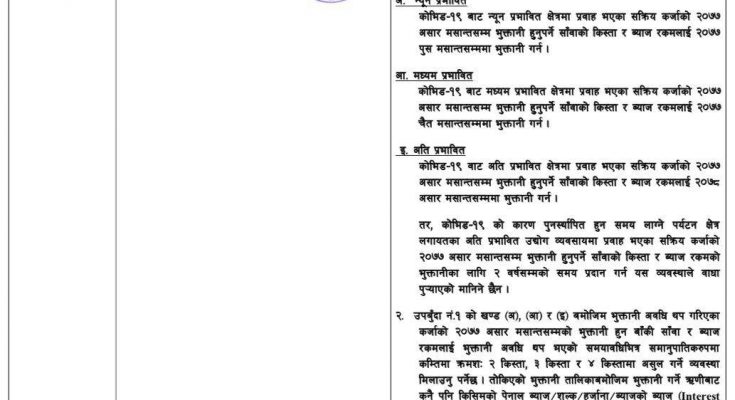 अ. न्यून प्रभावित
कोभिड-१९ बाट न्यून प्रभावित क्षेत्रमा प्रवाह भएका सक्रिय कर्जाको २०७७
असार मसान्तसम्म भुक्तानी हुनुपर्ने साँवाको किस्ता र ब्याज रकमलाई २०७७
पुस मसान्तसम्ममा भुक्तानी गर्न ।
आ. मध्यम प्रभावित
कोभिड-१९ बाट मध्यम प्रभावित क्षेत्रमा प्रवाह भएका सक्रिय कर्जाको २०७७
असार मसान्तसम्म भुक्तानी हुनुपर्ने साँवाको किस्ता र ब्याज रकमलाई २०७७
चैत मसान्तसम्ममा भुक्तानी गर्न ।
इ. अति प्रभावित
कोभिड-१९ बाट अति प्रभावित क्षेत्रमा प्रवाह भएका सक्रिय कर्जाको २०७७
असार मसान्तसम्म भुक्तानी हुनुपर्ने साँवाको किस्ता र ब्याज रकमलाई २०७८
असार मसान्तसम्ममा भुक्तानी गर्न ।
तर, कोभिड-१९ को कारण पुनर्स्थापित हुन समय लाग्ने पर्यटन क्षेत्र
लगायतका अति प्रभावित उद्योग व्यवसायमा प्रवाह भएका सक्रिय कर्जाको
२०७७ असार मसान्तसम्म भुक्तानी हुनुपर्ने साँवाको किस्ता र ब्याज रकमको
भुक्तानीका लागि २ वर्षसम्मको समय प्रदान गर्न यस व्यवस्थाले बाधा
पुऱ्याएको मानिने छैन ।
२. उपर्बुँदा नं.१ को खण्ड (अ), (आ) र (इ) बमोजिम भुक्तानी अवधि थप गरिएका
कर्जाको २०७७ असार मसान्तसम्मको भुक्तानी हुन बाँकी साँवा र ब्याज
रकमलाई भुक्तानी अवधि थप भएको समयावधिभित्र समानुपातिकरुपमा
कम्तिमा क्रमशः २ किस्ता, ३ किस्ता र ४ किस्तामा असुल गर्ने व्यवस्था
मिलाउनु पर्नेछ । तोकिएको भुक्तानी तालिकाबमोजिम भुक्तानी गर्ने ऋणीबाट
कुनै पनि किसिमको पेनाल ब्याज/शुल्क/हर्जाना/ब्याजको ब्याज (Interest